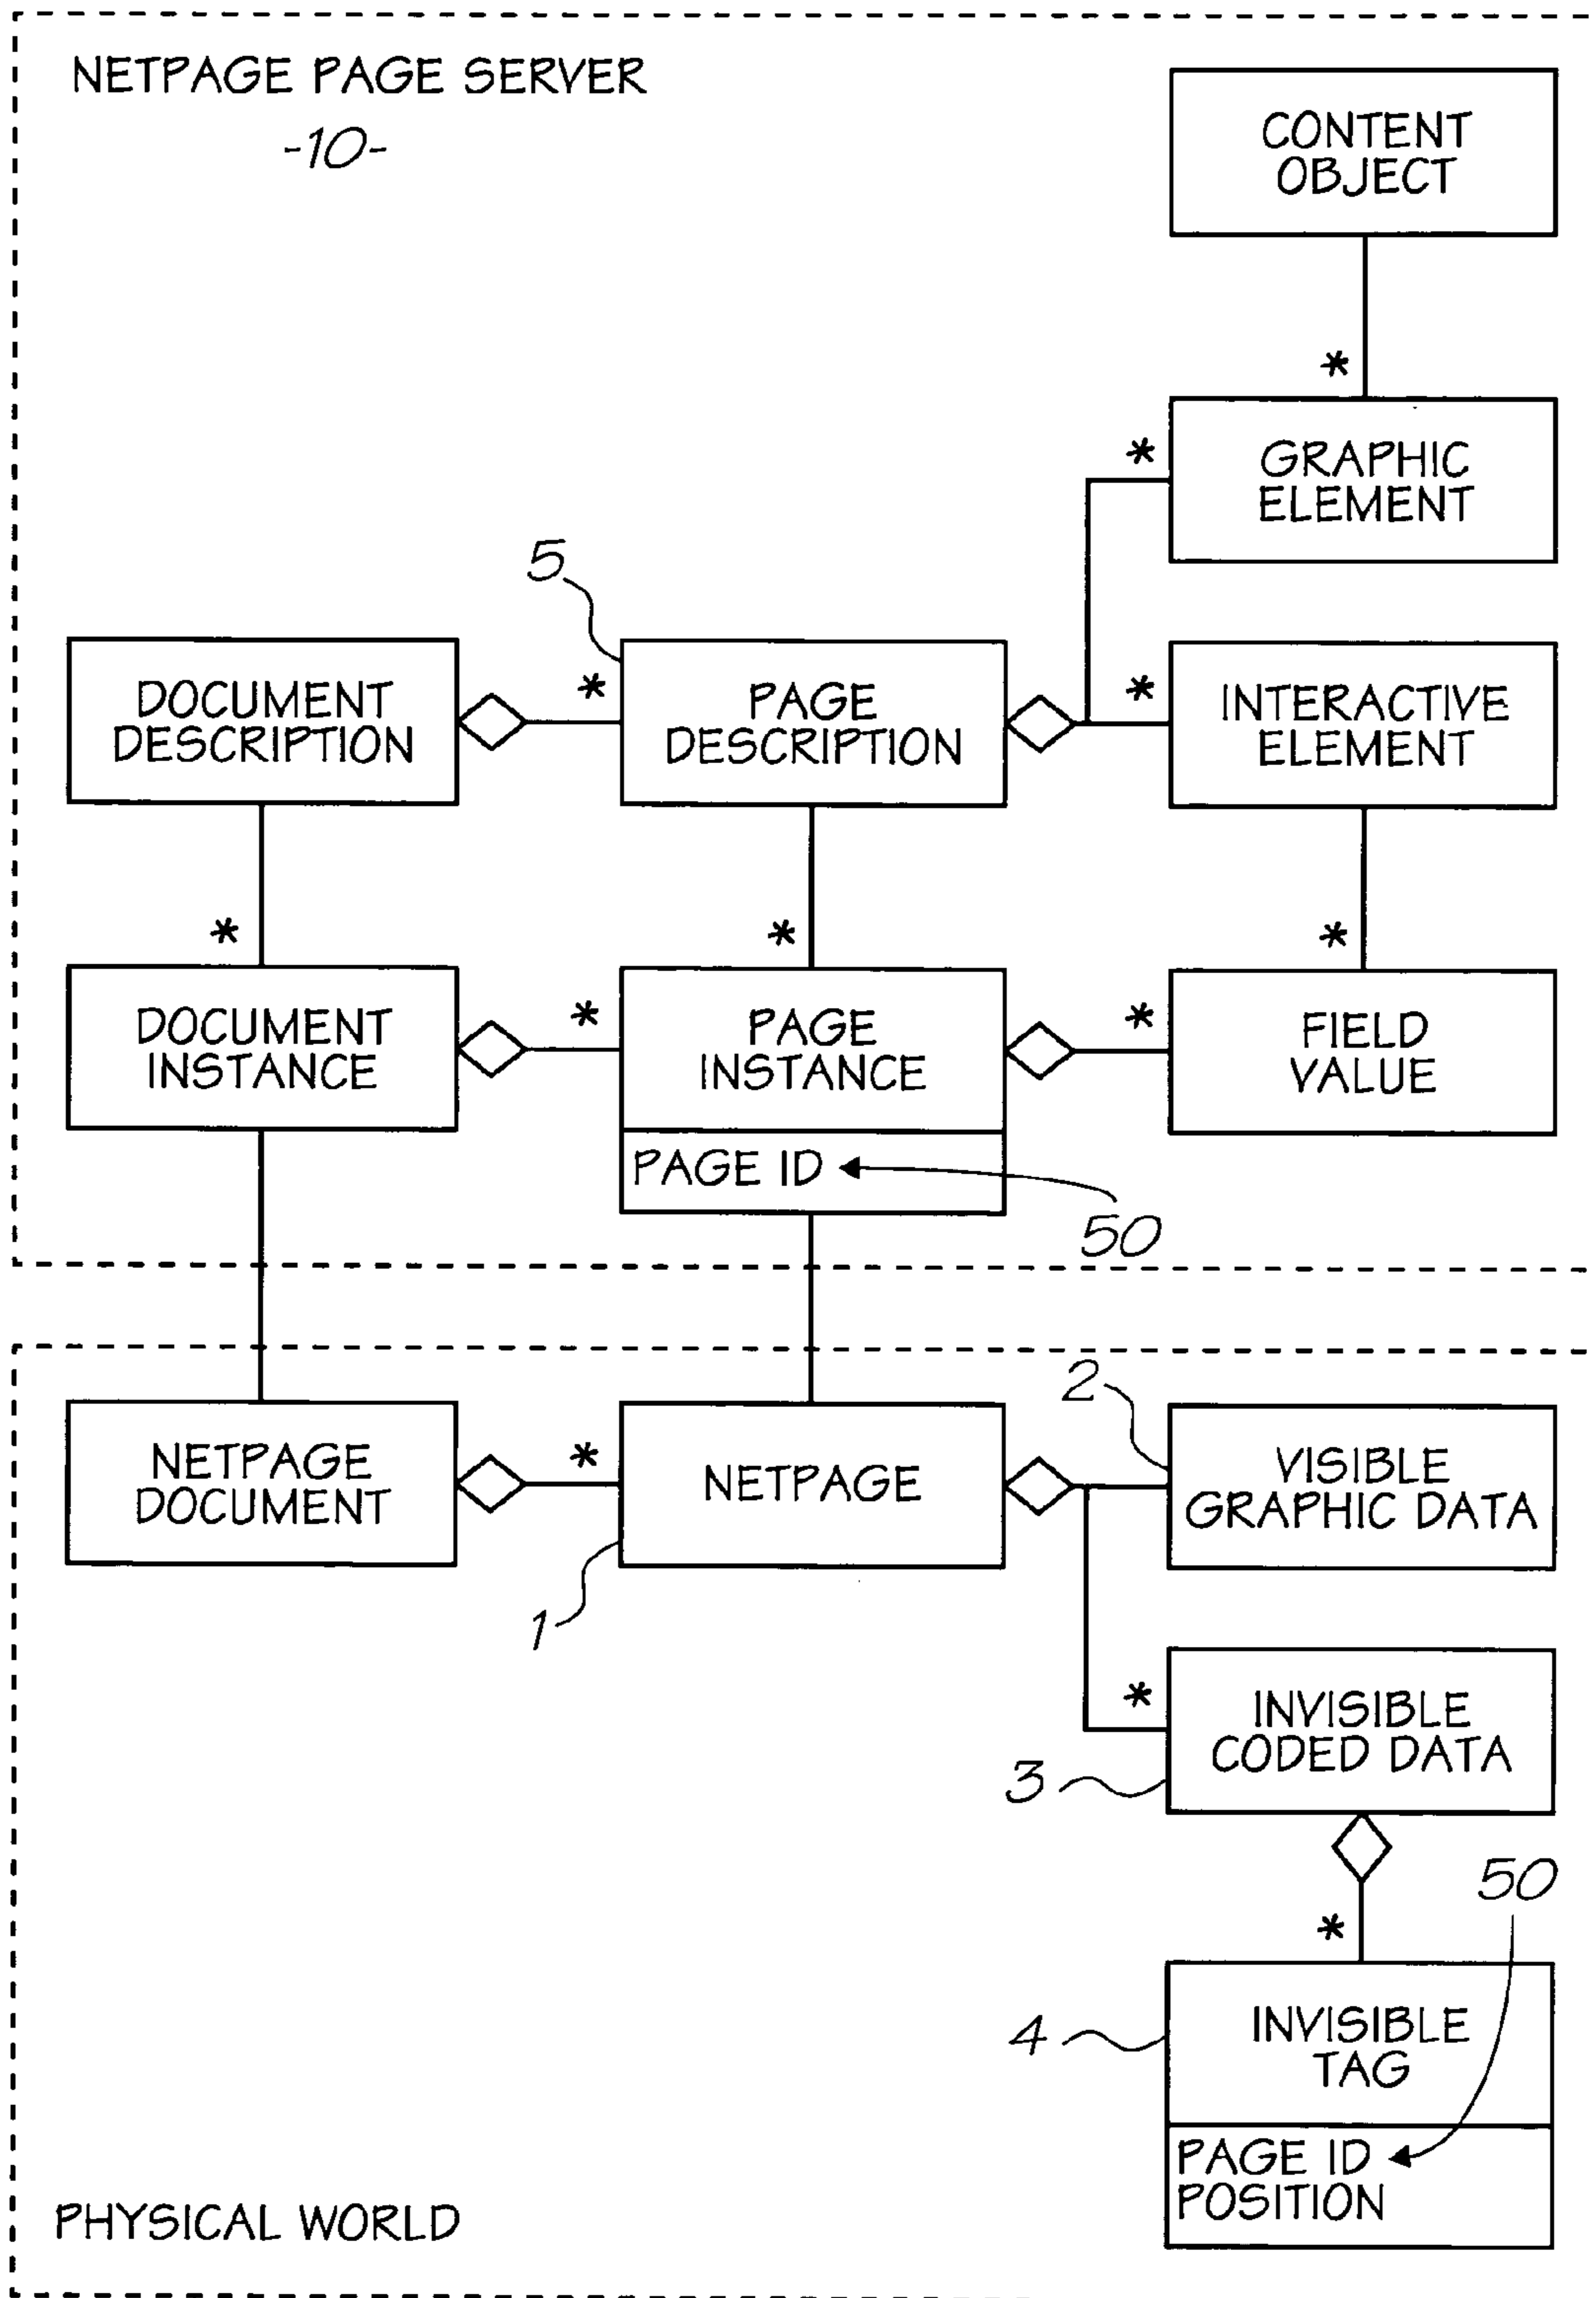 NETPAGE PAGE SERVER
-10-
CONTENT
OBJECT
*
*
GRAPHIC
ELEMENT
5
DOCUMENT
DESCRIPTION
*
PAGE
DESCRIPTION
*
INTERACTIVE
ELEMENT
*
*
*
DOCUMENT
INSTANCE
*
PAGE
INSTANCE
*
FIELD
VALUE
PAGE ID
50
NETPAGE
DOCUMENT
*
NETPAGE
1
2
VISIBLE
GRAPHIC DATA
*
INVISIBLE
CODED DATA
3
50
*
4
INVISIBLE
TAG
PAGE ID
POSITION
PHYSICAL WORLD